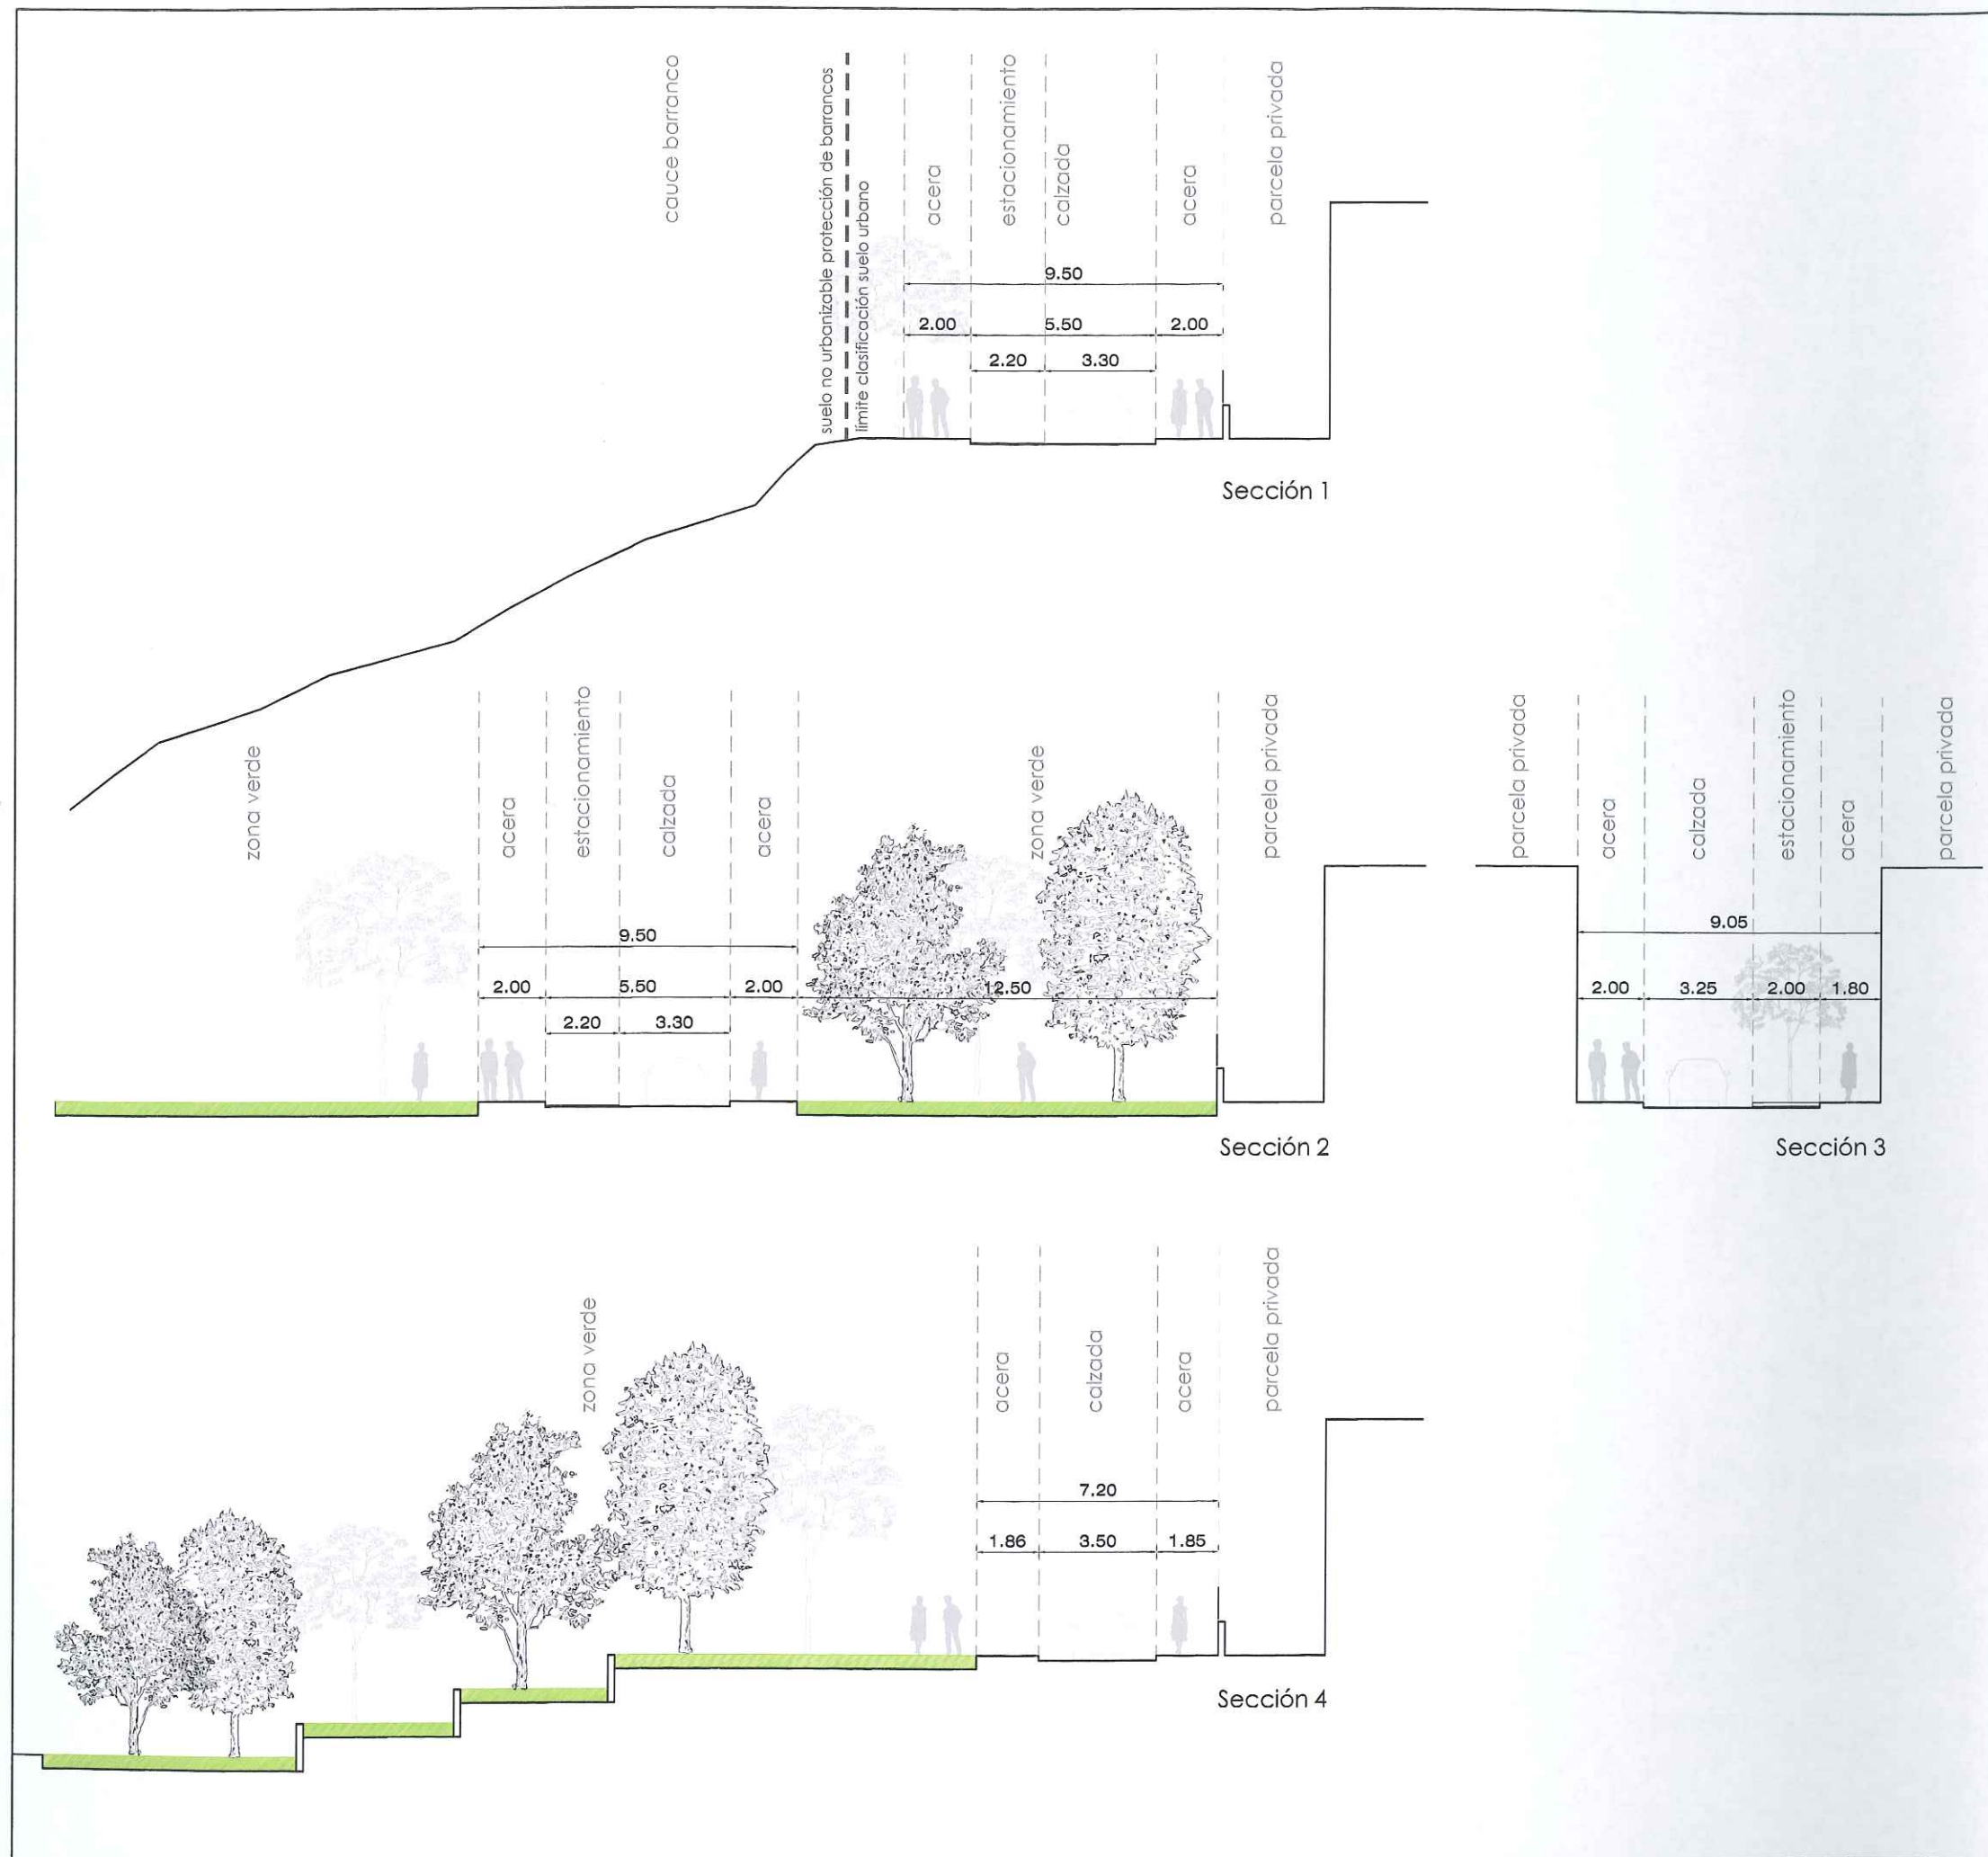 cauce barranco
suelo no urbanizable protección de barrancos
límite clasificación suelo urbano
acera
estacionamiento
calzada
acera
parcela privada
9.50
2.00
5.50
2.00
2.20
3.30
Sección 1
zona verde
acera
estacionamiento
calzada
acera
zona verde
parcela privada
9.50
2.00
5.50
2.00
12.50
2.20
3.30
Sección 2
parcela privada
acera
calzada
estacionamiento
acera
parcela privada
9.05
2.00
3.25
2.00
1.80
Sección 3
zona verde
acera
calzada
acera
parcela privada
7.20
1.86
3.50
1.85
Sección 4